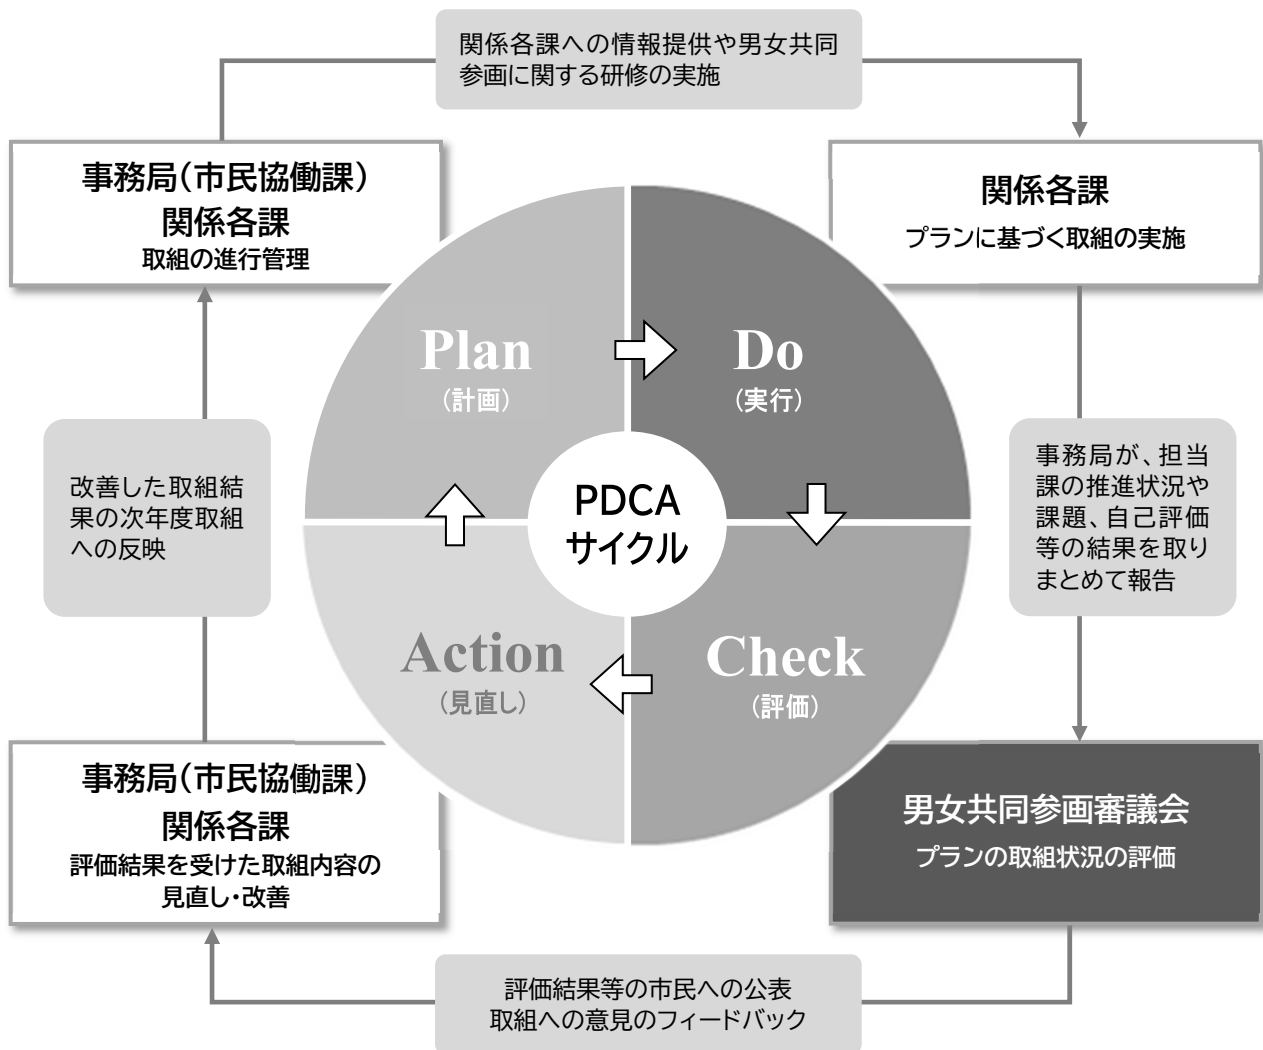 関係各課への情報提供や男女共同
参画に関する研修の実施
事務局（市民協働課）
関係各課
取組の進行管理
関係各課
プランに基づく取組の実施
Plan
（計画）
Do
（実行）
PDCA
サイクル
改善した取組結
果の次年度取組
への反映
事務局が、担当
課の推進状況や
課題、自己評価
等の結果を取り
まとめて報告
Action
（見直し）
Check
（評価）
事務局（市民協働課）
関係各課
評価結果を受けた取組内容の
見直し・改善
男女共同参画審議会
プランの取組状況の評価
評価結果等の市民への公表
取組への意見のフィードバック